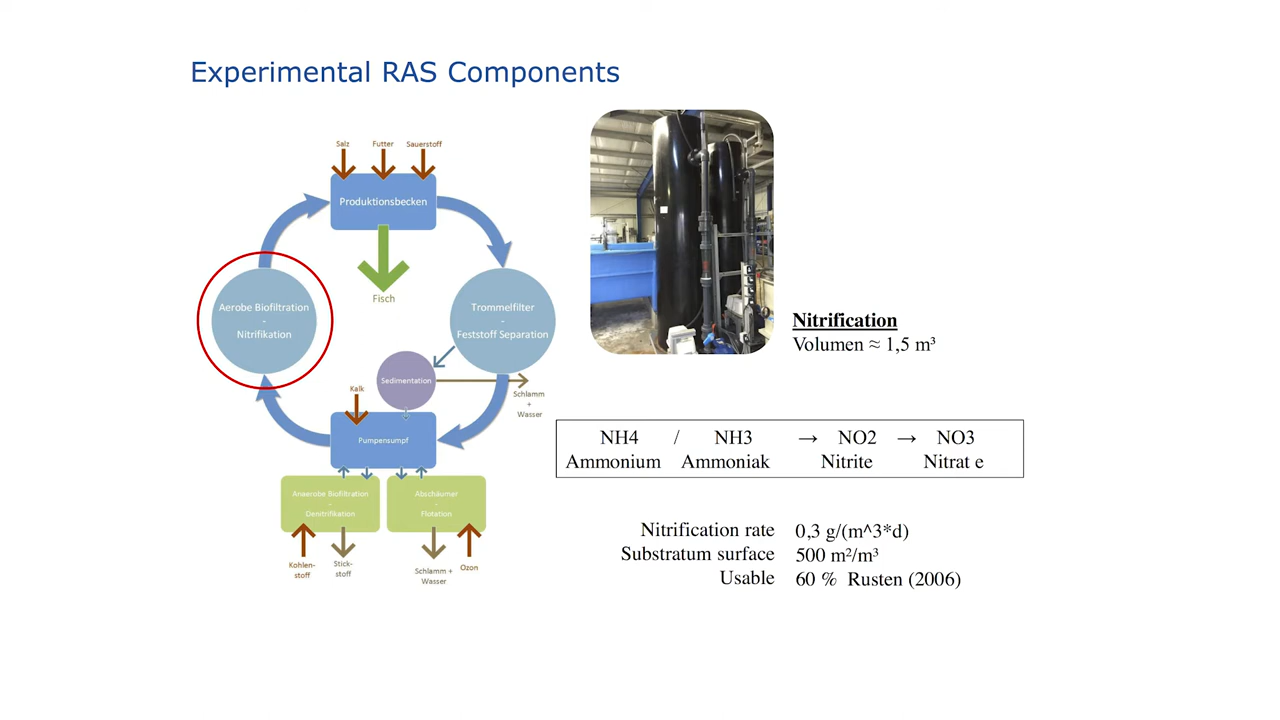 Experimental RAS Components
Salz
Futter
Sauerstoff
Produktionsbecken
Fisch
Aerobe Biofiltration
-
Nitrifikation
Trommelfilter
-
Feststoff Separation
Sedimentation
Schlamm
+
Wasser
Kalk
Pumpensumpf
Anaerobe Biofiltration
-
Denitrifikation
Abschäumer
-
Flotation
Kohlen-
stoff
Stick-
stoff
Schlamm +
Wasser
Ozon
Nitrification
Volumen ≈ 1,5 m³
NH4 / NH3 → NO2 → NO3
Ammonium Ammoniak Nitrite Nitrat e
Nitrification rate 0,3 g/(m^3*d)
Substratum surface 500 m²/m³
Usable 60 % Rusten (2006)